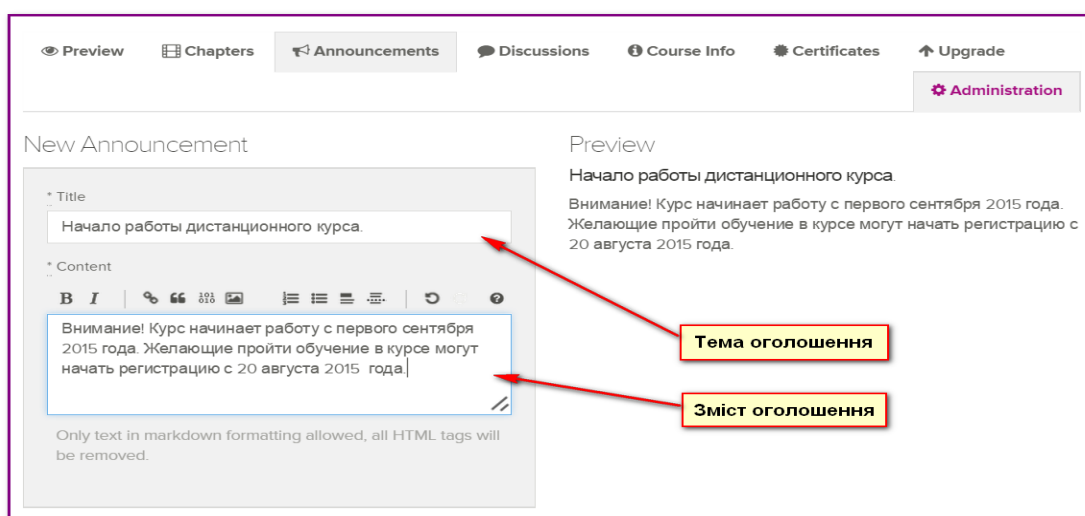 Preview Chapters Announcements Discussions Course Info Certificates Upgrade
Administration
New Announcement
* Title
Начало работы дистанционного курса.
* Content
B I
Внимание! Курс начинает работу с первого сентября
2015 года. Желающие пройти обучение в курсе могут
начать регистрацию с 20 августа 2015 года.
Only text in markdown formatting allowed, all HTML tags will
be removed.
Preview
Начало работы дистанционного курса.
Внимание! Курс начинает работу с первого сентября 2015 года.
Желающие пройти обучение в курсе могут начать регистрацию с
20 августа 2015 года.
Тема оголошення
Зміст оголошення